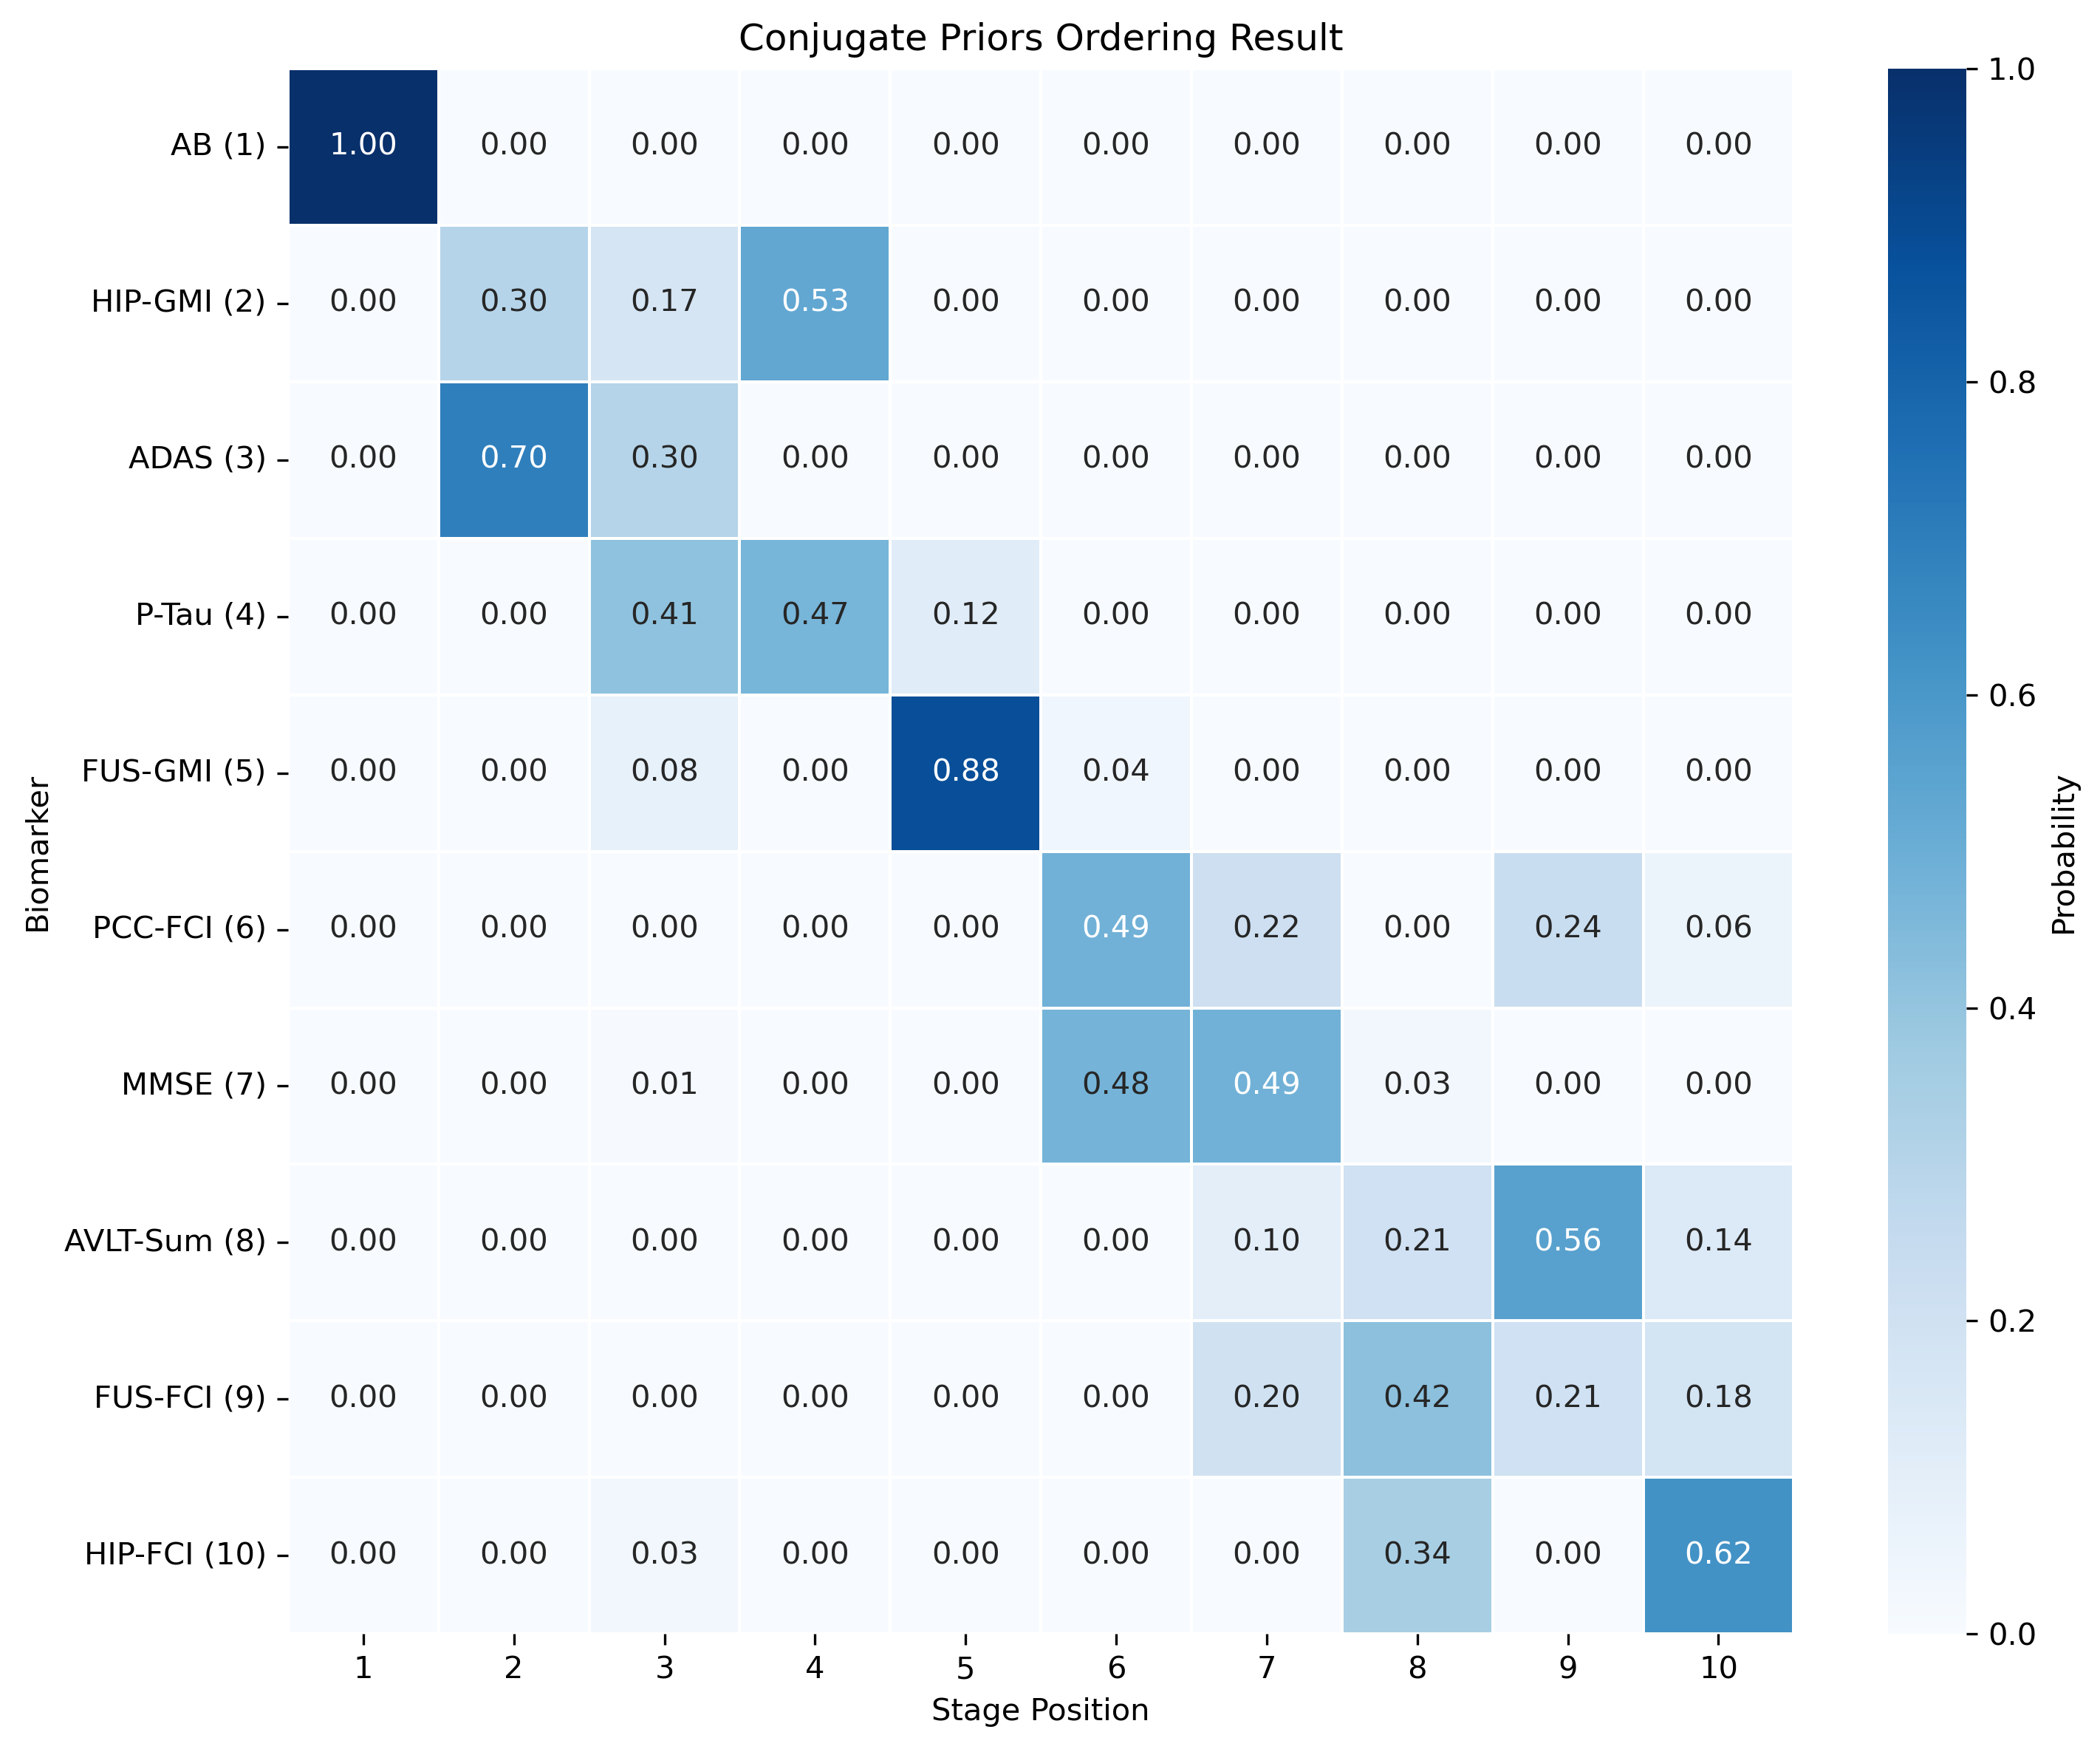 Conjugate Priors Ordering Result
Biomarker
AB (1) 1.00 0.00 0.00 0.00 0.00 0.00 0.00 0.00 0.00 0.00
HIP-GMI (2) 0.00 0.30 0.17 0.53 0.00 0.00 0.00 0.00 0.00 0.00
ADAS (3) 0.00 0.70 0.30 0.00 0.00 0.00 0.00 0.00 0.00 0.00
P-Tau (4) 0.00 0.00 0.41 0.47 0.12 0.00 0.00 0.00 0.00 0.00
FUS-GMI (5) 0.00 0.00 0.08 0.00 0.88 0.04 0.00 0.00 0.00 0.00
PCC-FCI (6) 0.00 0.00 0.00 0.00 0.00 0.49 0.22 0.00 0.24 0.06
MMSE (7) 0.00 0.00 0.01 0.00 0.00 0.48 0.49 0.03 0.00 0.00
AVLT-Sum (8) 0.00 0.00 0.00 0.00 0.00 0.00 0.10 0.21 0.56 0.14
FUS-FCI (9) 0.00 0.00 0.00 0.00 0.00 0.00 0.20 0.42 0.21 0.18
HIP-FCI (10) 0.00 0.00 0.03 0.00 0.00 0.00 0.00 0.34 0.00 0.62
1 2 3 4 5 6 7 8 9 10
Stage Position
1.0
0.8
0.6
0.4
0.2
0.0
Probability